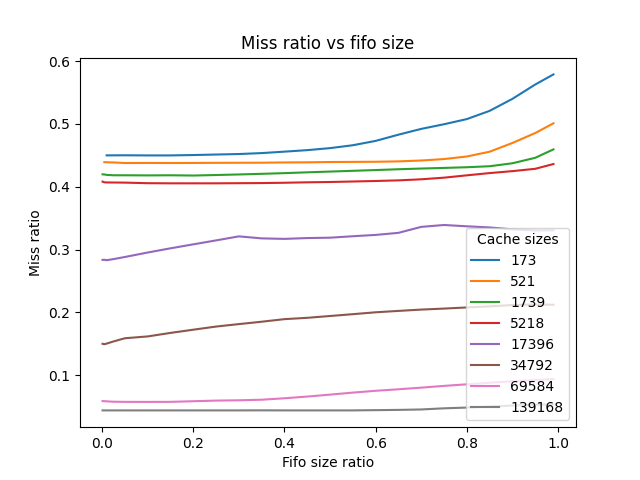 Miss ratio vs fifo size
0.6
0.5
0.4
0.3
0.2
0.1
Miss ratio
Cache sizes
173
521
1739
5218
17396
34792
69584
139168
0.0 0.2 0.4 0.6 0.8 1.0
Fifo size ratio